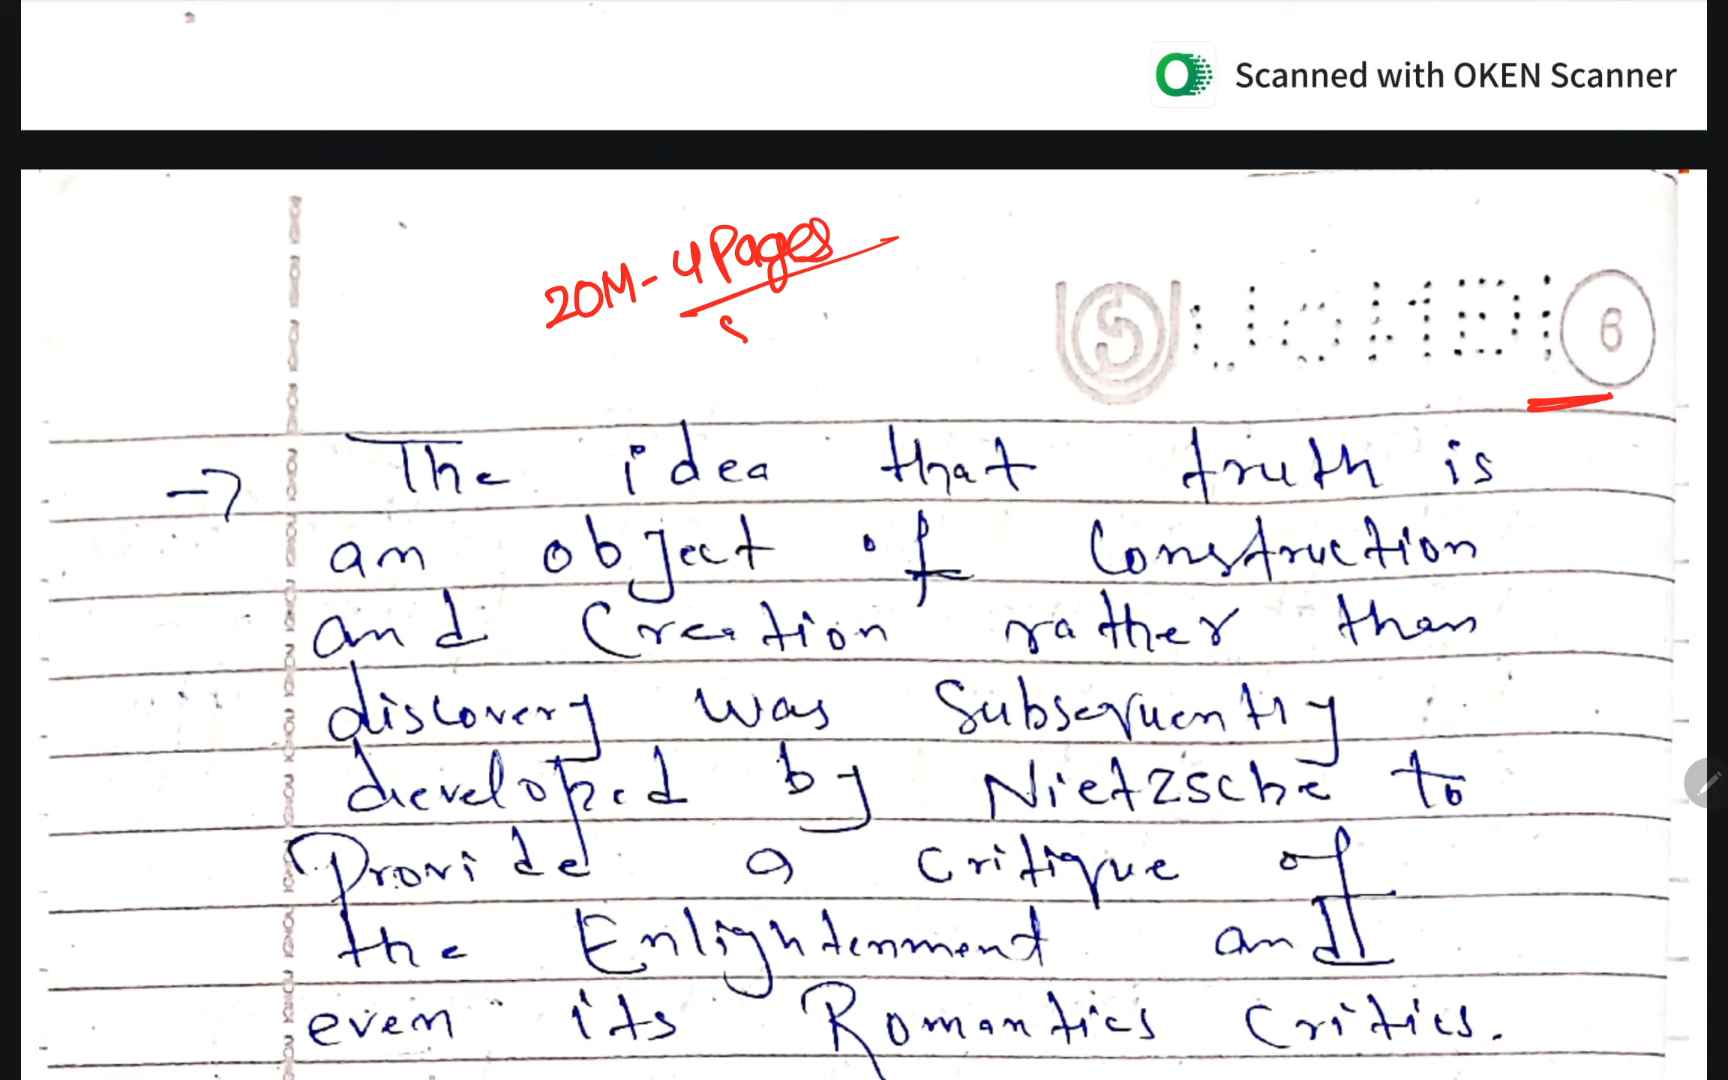 Scanned with OKEN Scanner
20M - 4 Pages
5
6
→ The idea that truth is
an object of Construction
and Creation rather than
discovery was Subsequently
developed by Nietzsche to
Provide a critique of
the Enlightenment and
even its Romantics Critics.